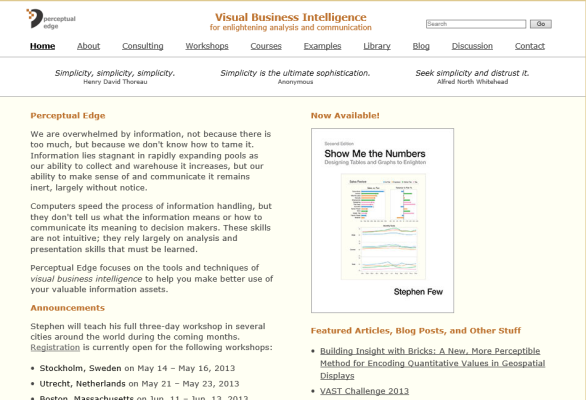 perceptual
edge
Visual Business Intelligence
for enlightening analysis and communication
Search
Go
Home About Consulting Workshops Courses Examples Library Blog Discussion Contact
Simplicity, simplicity, simplicity.
Henry David Thoreau
Simplicity is the ultimate sophistication.
Anonymous
Seek simplicity and distrust it.
Alfred North Whitehead
Perceptual Edge
We are overwhelmed by information, not because there is
too much, but because we don't know how to tame it.
Information lies stagnant in rapidly expanding pools as
our ability to collect and warehouse it increases, but our
ability to make sense of and communicate it remains
inert, largely without notice.
Computers speed the process of information handling, but
they don't tell us what the information means or how to
communicate its meaning to decision makers. These skills
are not intuitive; they rely largely on analysis and
presentation skills that must be learned.
Perceptual Edge focuses on the tools and techniques of
visual business intelligence to help you make better use of
your valuable information assets.
Announcements
Stephen will teach his full three-day workshop in several
cities around the world during the coming months.
Registration is currently open for the following workshops:
• Stockholm, Sweden on May 14 – May 16, 2013
• Utrecht, Netherlands on May 21 – May 23, 2013
• Boston, Massachusetts on Jun. 11 – Jun. 13, 2013
Now Available!
Second Edition
Show Me the Numbers
Designing Tables and Graphs to Enlighten
Stephen Few
Featured Articles, Blog Posts, and Other Stuff
• Building Insight with Bricks: A New, More Perceptible
Method for Encoding Quantitative Values in Geospatial
Displays
• VAST Challenge 2013